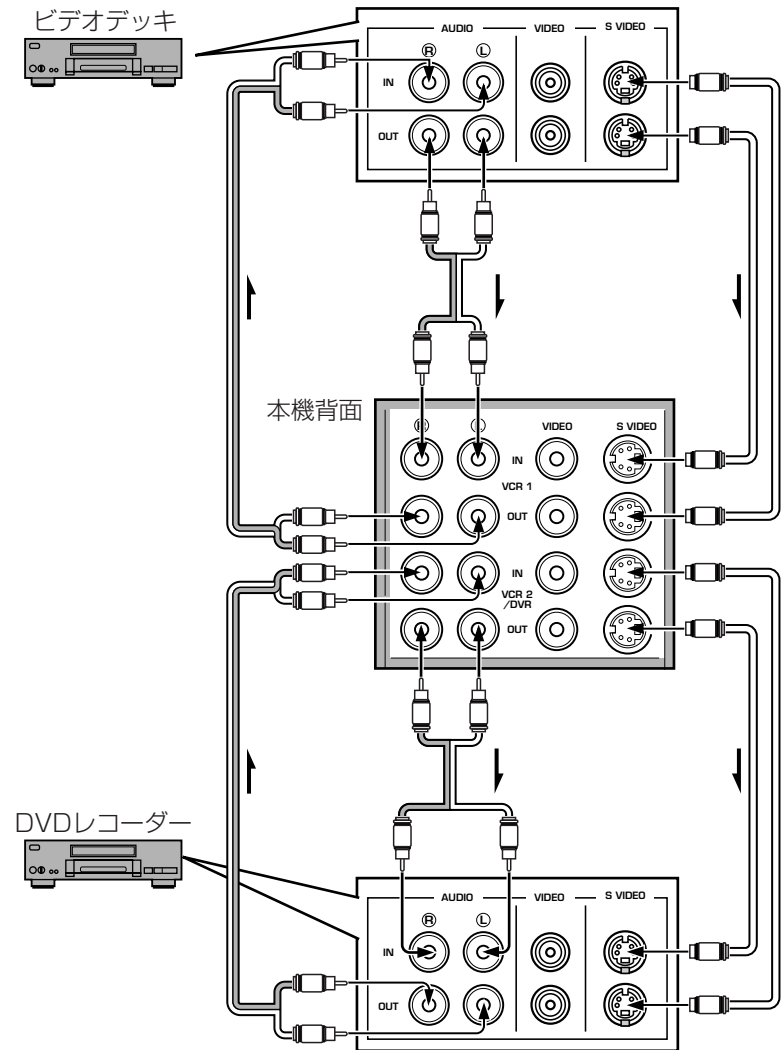 ビデオデッキ
AUDIO VIDEO S VIDEO
R L
IN
OUT
本機背面
R L VIDEO S VIDEO
IN
VCR 1
OUT
IN
VCR 2
/DVR
OUT
DVDレコーダー
AUDIO VIDEO S VIDEO
R L
IN
OUT